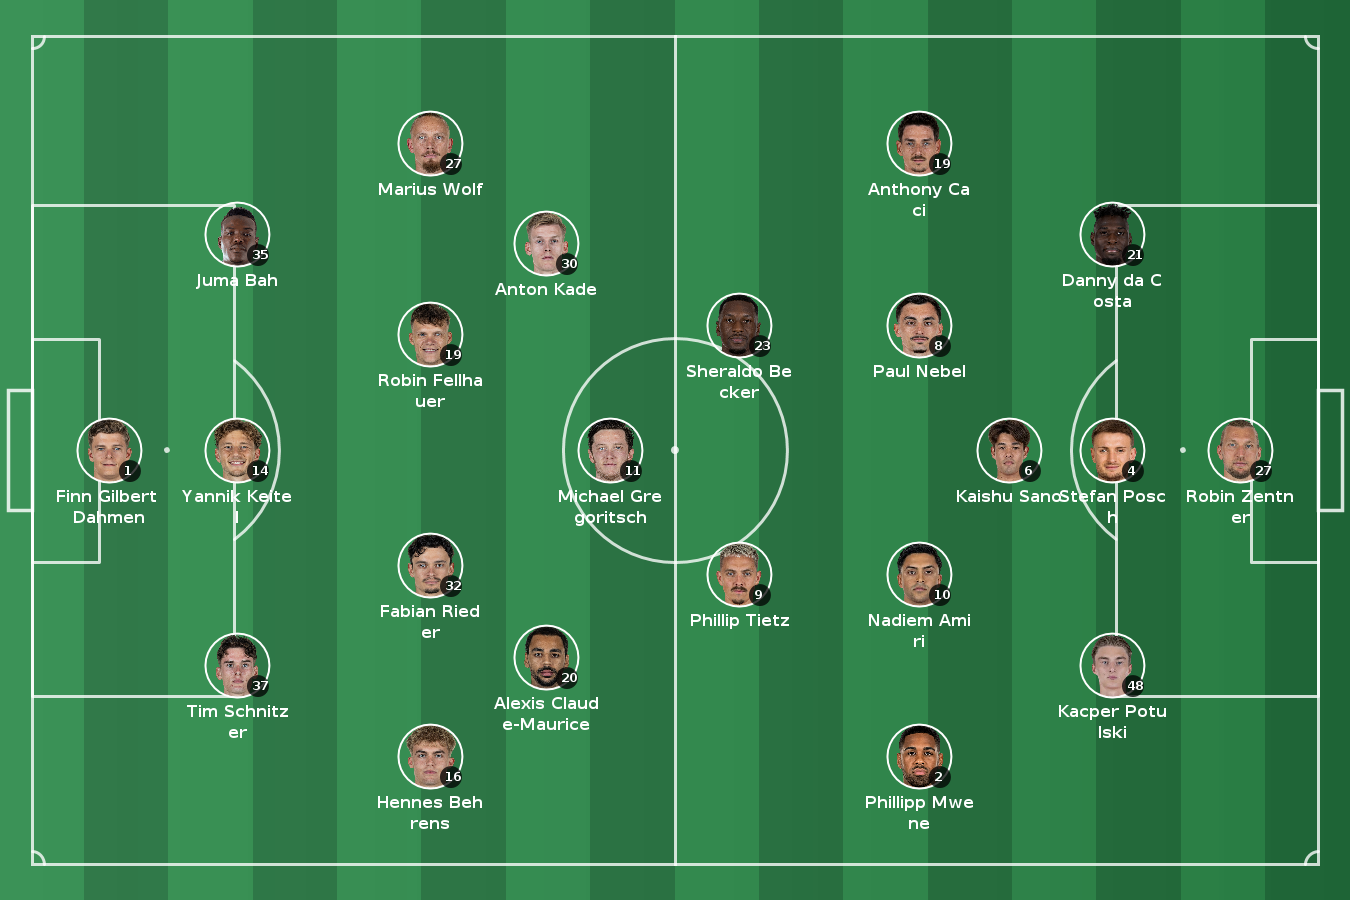 27
Marius Wolf
19
Anthony Ca
ci
35
Juma Bah
30
Anton Kade
21
Danny da C
osta
19
Robin Fellha
uer
23
Sheraldo Be
cker
8
Paul Nebel
1
Finn Gilbert
Dahmen
14
Yannik Keite
l
11
Michael Gre
goritsch
6
Kaishu Sano
4
Stefan Posc
h
27
Robin Zentn
er
32
Fabian Ried
er
9
Phillip Tietz
10
Nadiem Ami
ri
37
Tim Schnitz
er
20
Alexis Claud
e-Maurice
48
Kacper Potu
lski
16
Hennes Beh
rens
2
Phillipp Mwe
ne